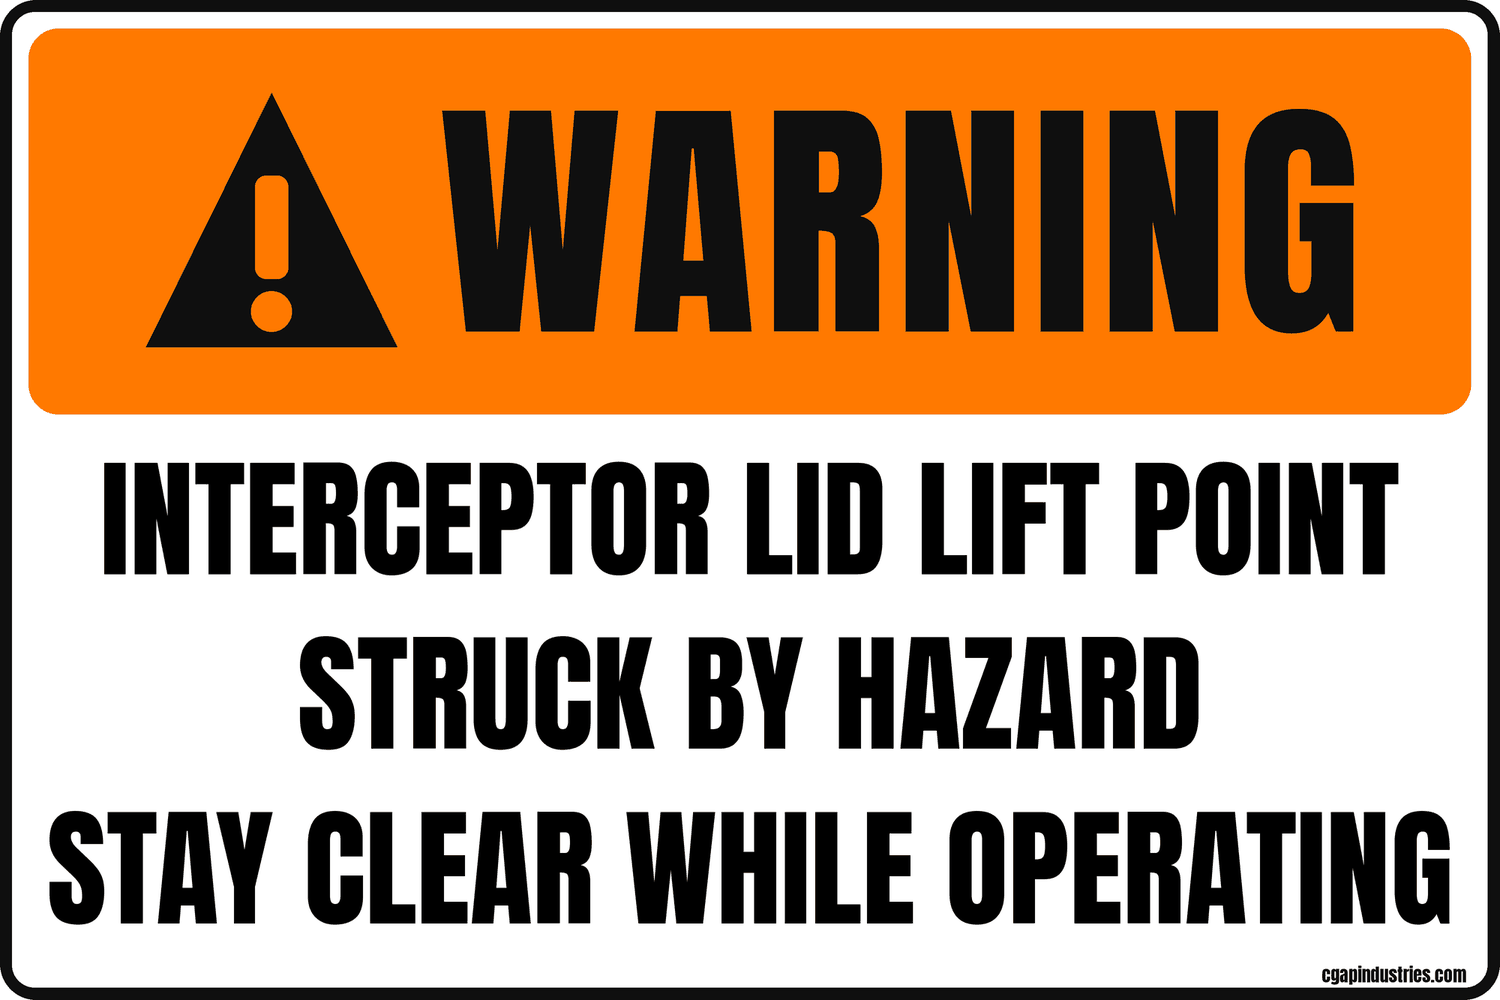 WARNING
INTERCEPTOR LID LIFT POINT
STRUCK BY HAZARD
STAY CLEAR WHILE OPERATING
cgapindustries.com